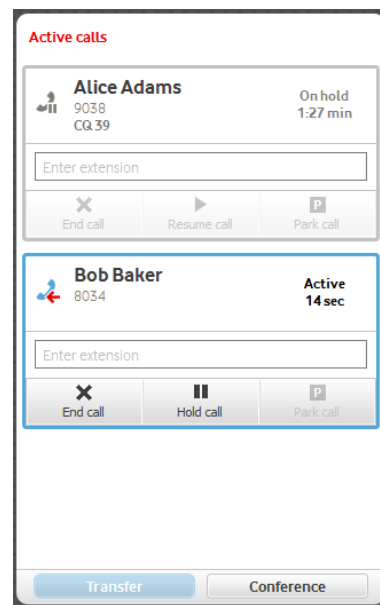 Active calls
Alice Adams
9038
CQ 39
On hold
1:27 min
Enter extension
End call
Resume call
P
Park call
Bob Baker
8034
Active
14 sec
Enter extension
End call
Hold call
P
Park call
Transfer
Conference